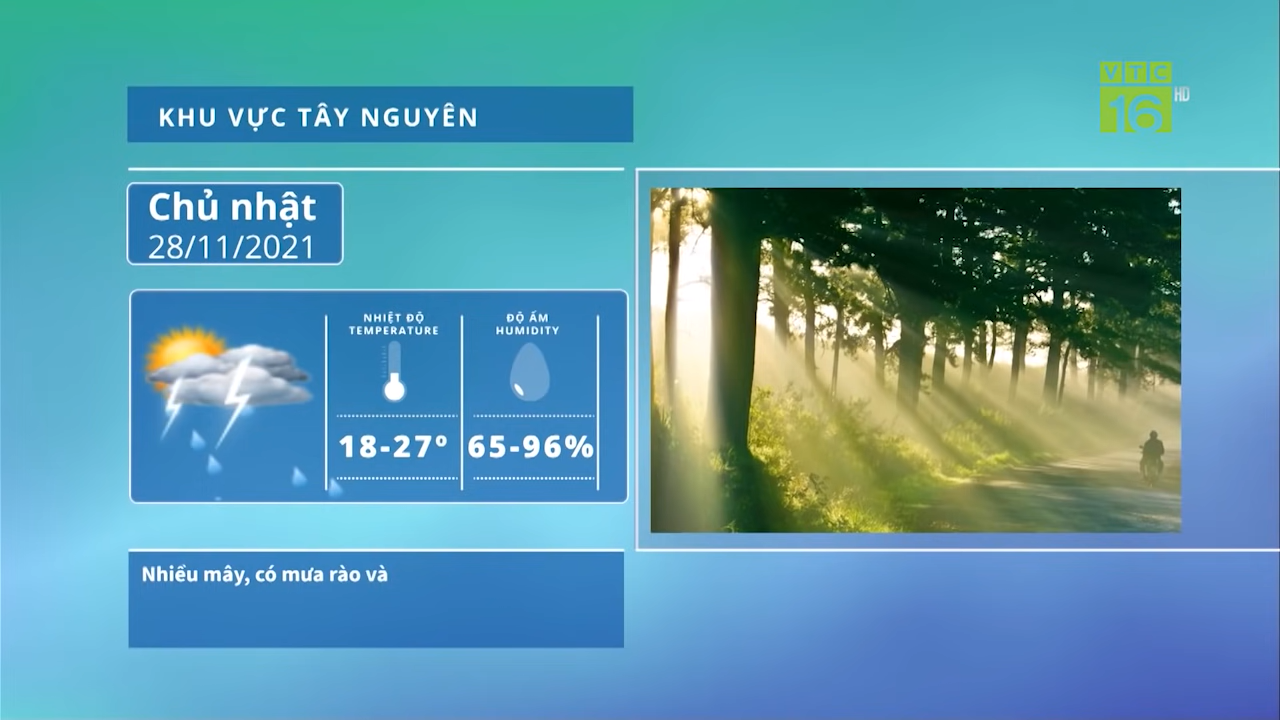 KHU VỰC TÂY NGUYÊN
VTC
16 HD
Chủ nhật
28/11/2021
NHIỆT ĐỘ
TEMPERATURE
18-27º
ĐỘ ẨM
HUMIDITY
65-96%
Nhiều mây, có mưa rào và